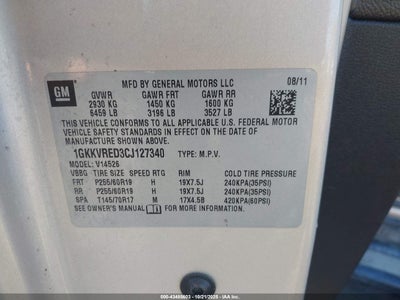 MFD BY GENERAL MOTORS LLC
08/11
GM
GVWR GAWR FRT GAWR RR
2930 KG 1450 KG 1600 KG
6459 LB 3196 LB 3527 LB
THIS VEHICLE CONFORMS TO ALL APPLICABLE U.S. FEDERAL MOTOR
VEHICLE SAFETY STANDARDS IN EFFECT ON THE DATE OF
MANUFACTURE SHOWN ABOVE.
1GKKVRED3CJ127340 TYPE: M.P.V.
MODEL: V14526
VBBG TIRE SIZE SPEED RTG RIM COLD TIRE PRESSURE
FRT P255/60R19 H 19X7.5J 240KPA(35PSI)
RR P255/60R19 H 19X7.5J 240KPA(35PSI)
SPA T145/70R17 M 17X4.5B 420KPA(60PSI)
SEE OWNER'S MANUAL FOR ADDITIONAL INFORMATION.